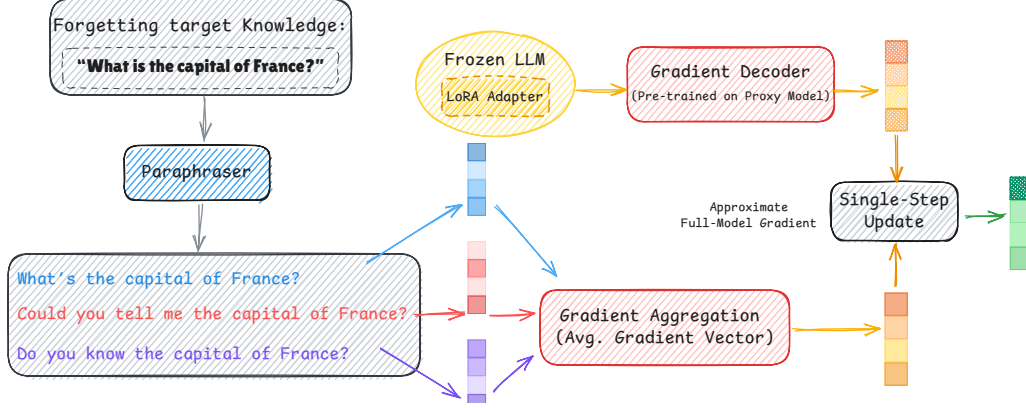 Forgetting target Knowledge:
“What is the capital of France?”
Paraphraser
What's the capital of France?
Could you tell me the capital of France?
Do you know the capital of France?
Frozen LLM
LoRA Adapter
Gradient Decoder
(Pre-trained on Proxy Model)
Approximate
Full-Model Gradient
Single-Step
Update
Gradient Aggregation
(Avg. Gradient Vector)